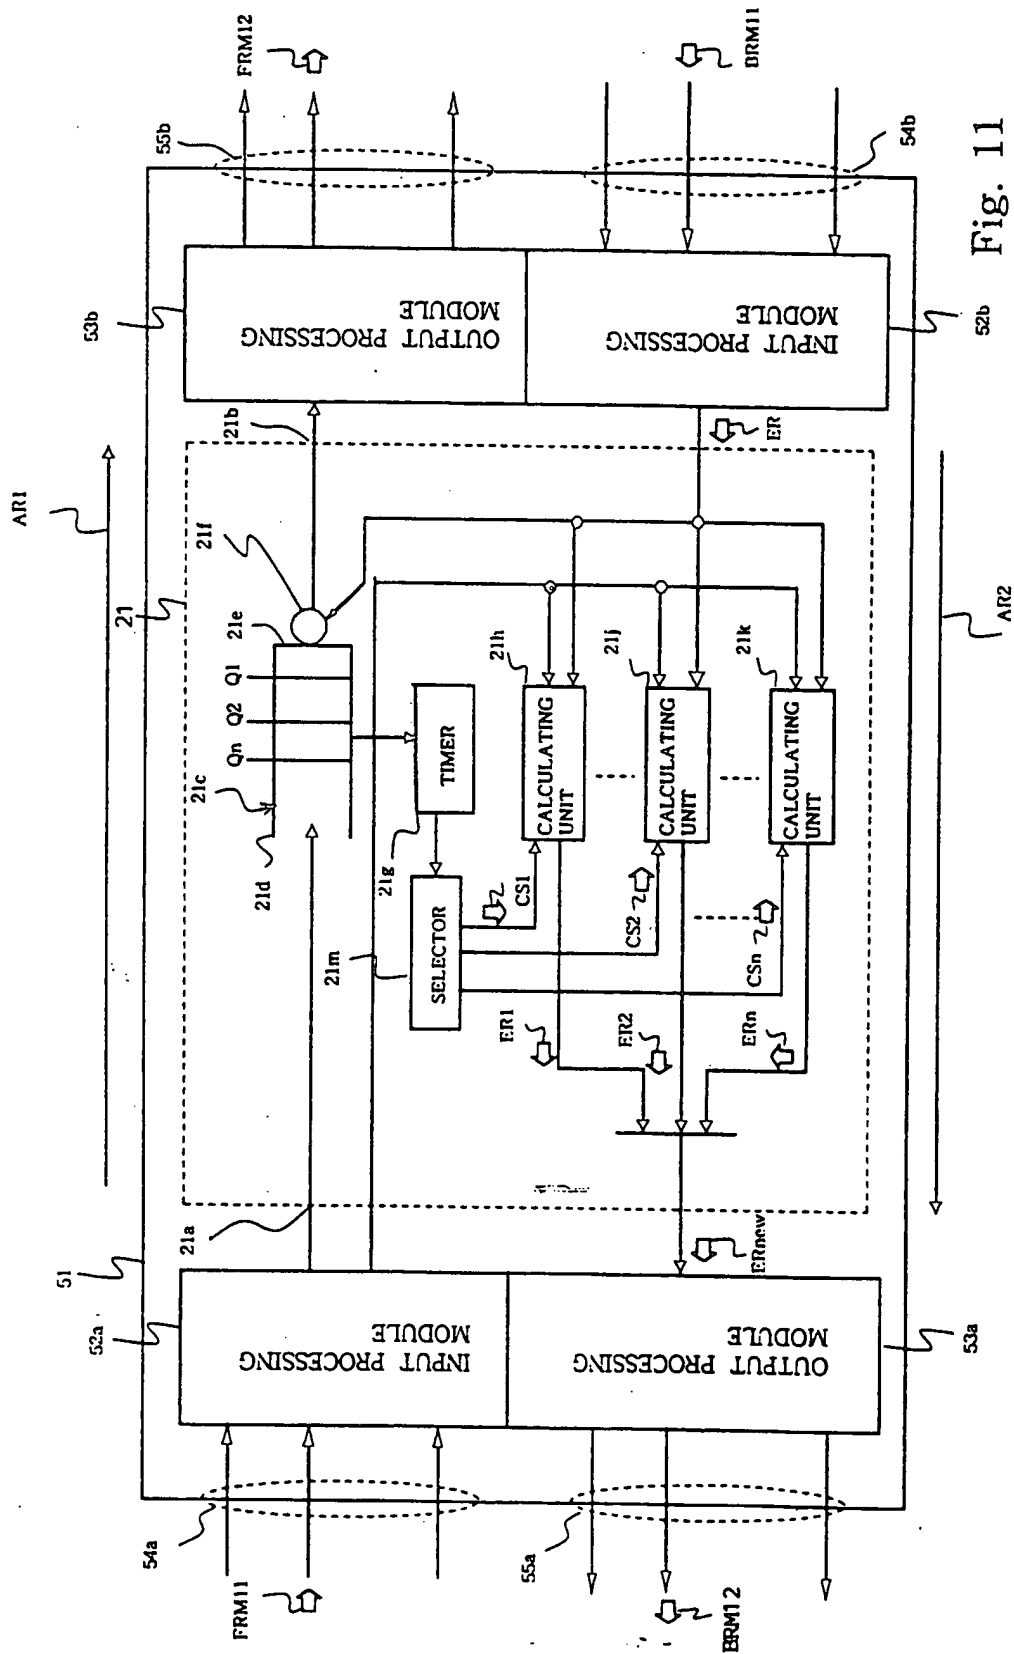 AR1
51
21
54a
FRM11
52a
INPUT PROCESSING
MODULE
OUTPUT PROCESSING
MODULE
53a
55a
BRM12
21a
21d
21c
Qn
Q2
Q1
21e
21f
21b
TIMER
21g
SELECTOR
21m
CS1
CS2
CSn
CALCULATING
UNIT
21h
CALCULATING
UNIT
21j
CALCULATING
UNIT
21k
ER1
ER2
ERn
ERnew
ER
53b
OUTPUT PROCESSING
MODULE
INPUT PROCESSING
MODULE
52b
55b
FRM12
BRM11
54b
AR2
Fig. 11